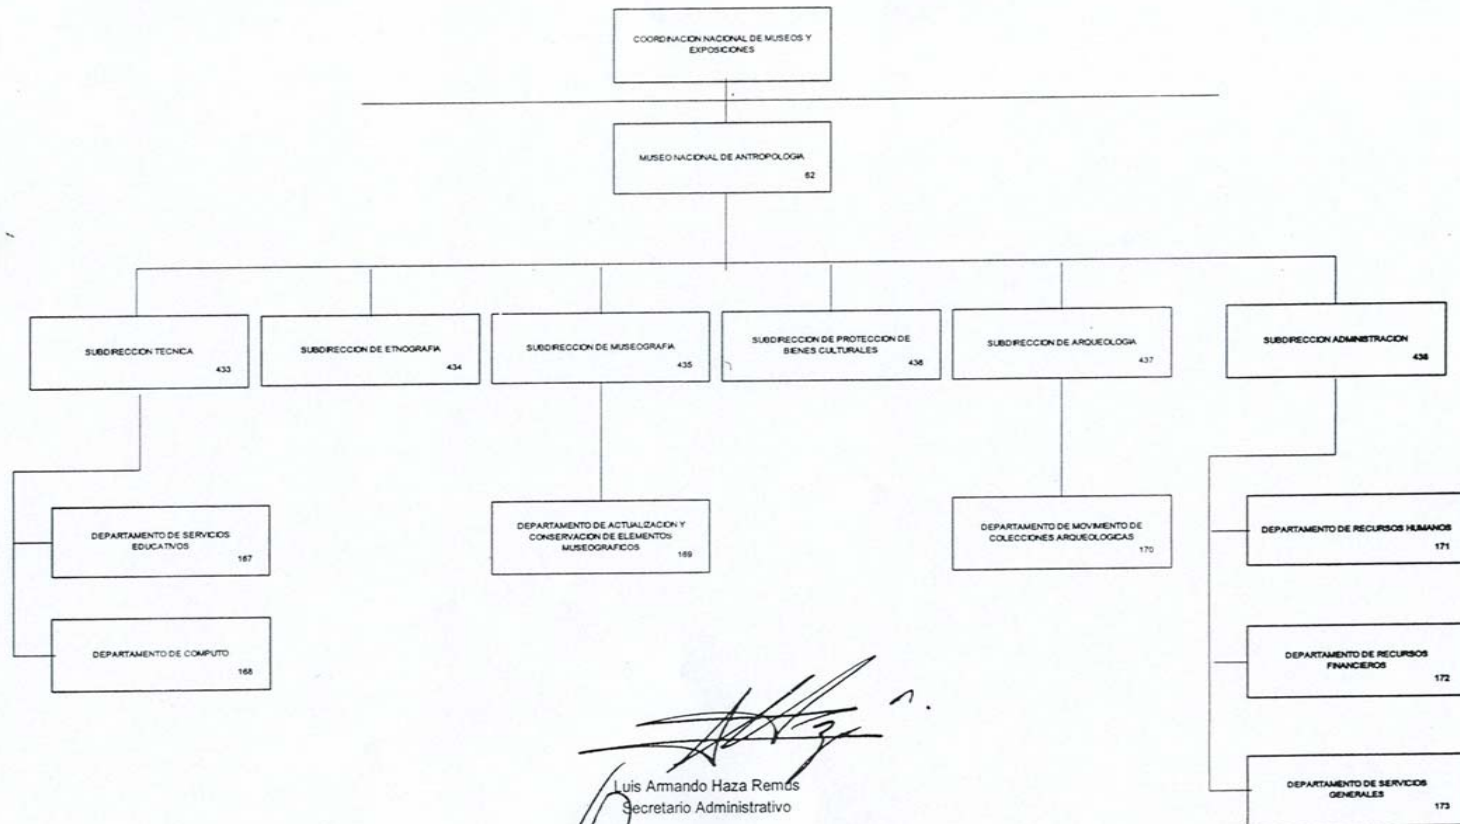 COORDINACION NACIONAL DE MUSEOS Y
EXPOSICIONES
MUSEO NACIONAL DE ANTROPOLOGIA
62
SUBDIRECCION TECNICA
433
SUBDIRECCION DE ETNOGRAFIA
434
SUBDIRECCION DE MUSEOGRAFIA
435
SUBDIRECCION DE PROTECCION DE
BIENES CULTURALES
436
SUBDIRECCION DE ARQUEOLOGIA
437
SUBDIRECCION ADMINISTRACION
438
DEPARTAMENTO DE SERVICIOS
EDUCATIVOS
167
DEPARTAMENTO DE COMPUTO
168
DEPARTAMENTO DE ACTUALIZACION Y
CONSERVACION DE ELEMENTOS
MUSEOGRAFICOS
169
DEPARTAMENTO DE MOVIMIENTO DE
COLECCIONES ARQUEOLOGICAS
170
DEPARTAMENTO DE RECURSOS HUMANOS
171
DEPARTAMENTO DE RECURSOS
FINANCIEROS
172
DEPARTAMENTO DE SERVICIOS
GENERALES
173
Luis Armando Haza Remus
Secretario Administrativo